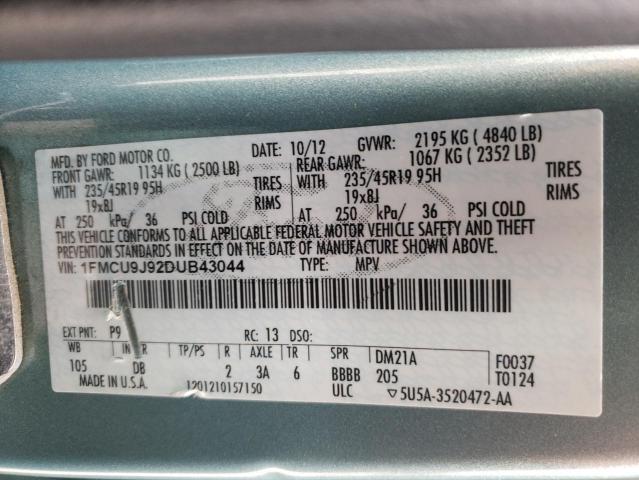 MFD. BY FORD MOTOR CO.
DATE: 10/12 GVWR: 2195 KG ( 4840 LB)
FRONT GAWR: 1134 KG ( 2500 LB) REAR GAWR: 1067 KG ( 2352 LB)
WITH 235/45R19 95H TIRES WITH 235/45R19 95H TIRES
19x8J RIMS 19x8J RIMS
AT 250 kPa/ 36 PSI COLD AT 250 kPa/ 36 PSI COLD
THIS VEHICLE CONFORMS TO ALL APPLICABLE FEDERAL MOTOR VEHICLE SAFETY AND THEFT
PREVENTION STANDARDS IN EFFECT ON THE DATE OF MANUFACTURE SHOWN ABOVE.
VIN: 1FMCU9J92DUB43044 TYPE: MPV
EXT PNT: P9 RC: 13 DSO:
WB R TP/PS R AXLE TR SPR DM21A F0037
105 DB 2 3A 6 BBBB 205 T0124
MADE IN U.S.A. 1201210157150 ULC ▽5U5A-3520472-AA